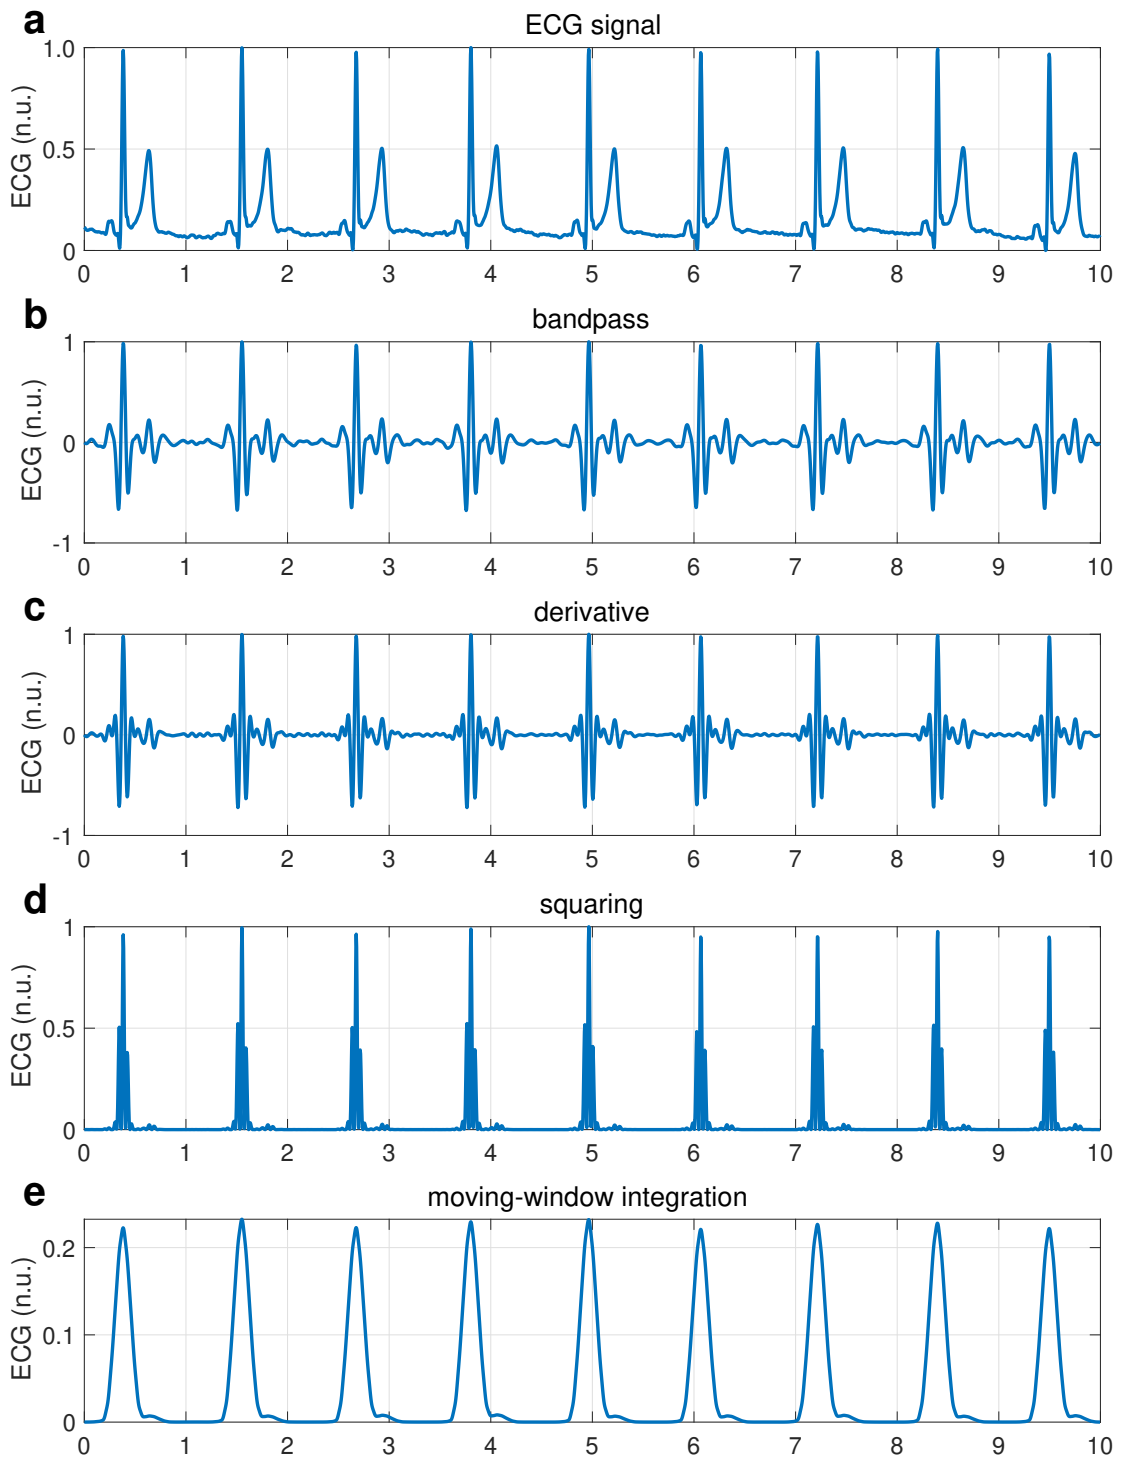 a
ECG signal
ECG (n.u.)
1.0
0.5
0
0 1 2 3 4 5 6 7 8 9 10
b
bandpass
ECG (n.u.)
1
0
-1
0 1 2 3 4 5 6 7 8 9 10
c
derivative
ECG (n.u.)
1
0
-1
0 1 2 3 4 5 6 7 8 9 10
d
squaring
ECG (n.u.)
1
0.5
0
0 1 2 3 4 5 6 7 8 9 10
e
moving-window integration
ECG (n.u.)
0.2
0.1
0
0 1 2 3 4 5 6 7 8 9 10